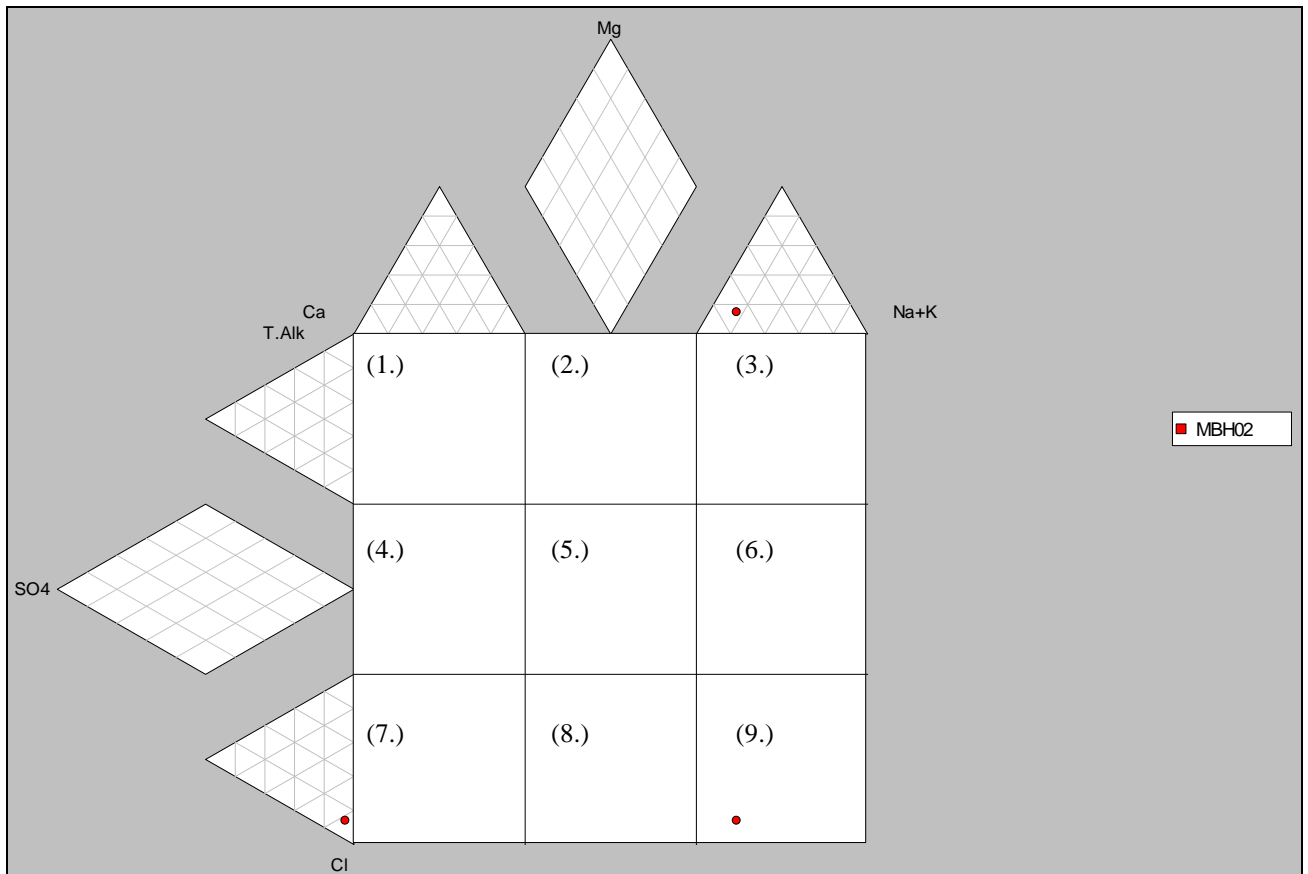 Mg
Ca
Na+K
T.Alk
(1.)
(2.)
(3.)
MBH02
(4.)
(5.)
(6.)
SO4
(7.)
(8.)
(9.)
Cl